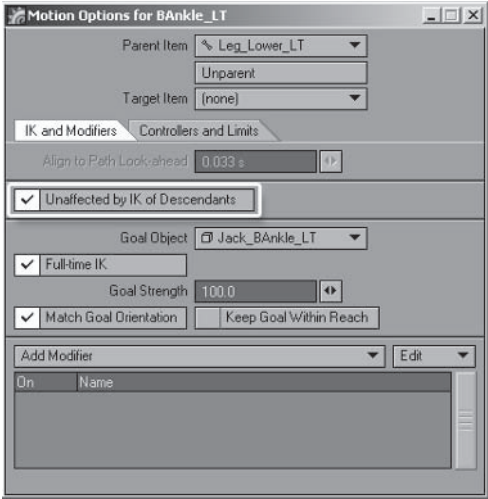 Motion Options for BAnkle_LT
Parent Item Leg_Lower_LT
Unparent
Target Item (none)
IK and Modifiers Controllers and Limits
Align to Path Look-ahead 0.033 s
Unaffected by IK of Descendants
Goal Object Jack_BAnkle_LT
Full-time IK
Goal Strength 100.0
Match Goal Orientation Keep Goal Within Reach
Add Modifier Edit
On Name